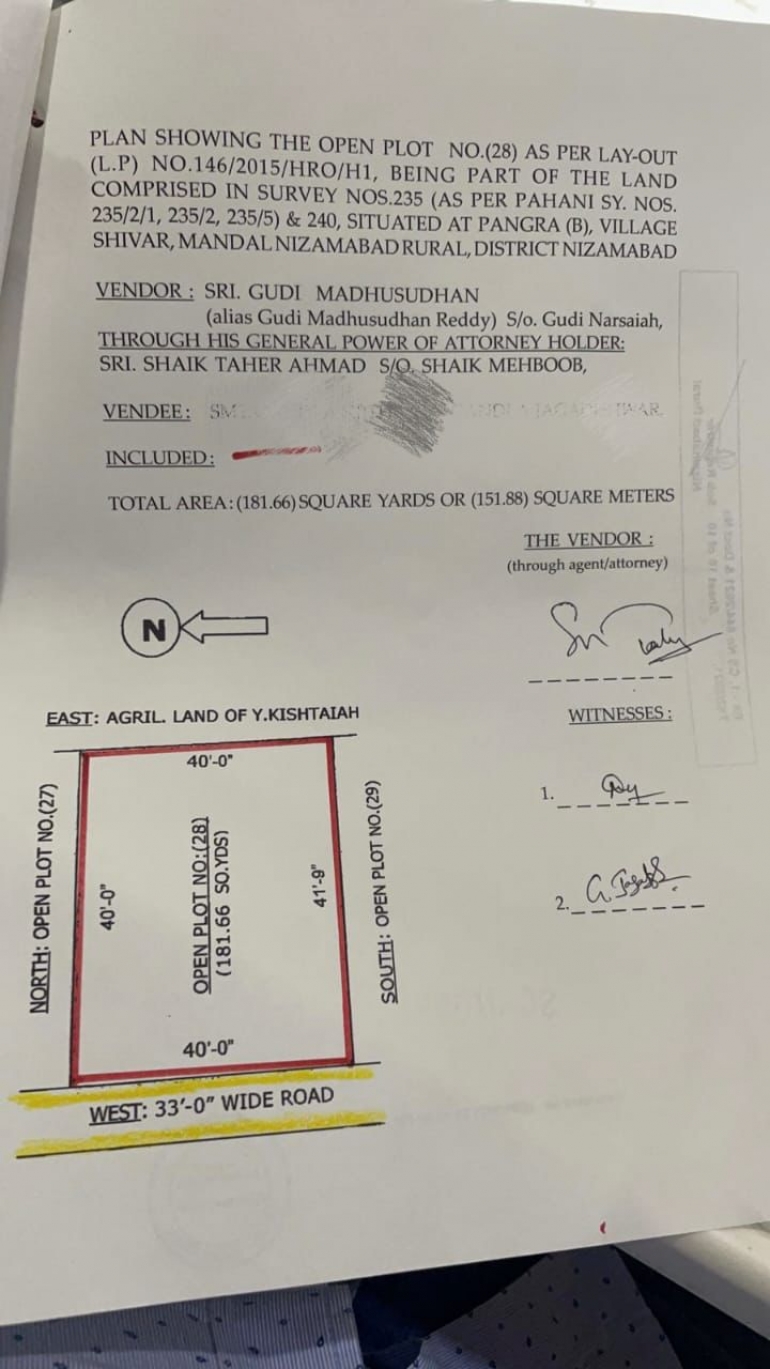 PLAN SHOWING THE OPEN PLOT NO.(28) AS PER LAY-OUT
(L.P) NO.146/2015/HRO/H1, BEING PART OF THE LAND
COMPRISED IN SURVEY NOS.235 (AS PER PAHANI SY. NOS.
235/2/1, 235/2, 235/5) & 240, SITUATED AT PANGRA (B), VILLAGE
SHIVAR, MANDAL NIZAMABAD RURAL, DISTRICT NIZAMABAD
VENDOR : SRI. GUDI MADHUSUDHAN
(alias Gudi Madhusudhan Reddy) S/o. Gudi Narsaiah,
THROUGH HIS GENERAL POWER OF ATTORNEY HOLDER:
SRI. SHAIK TAHER AHMAD S/O. SHAIK MEHBOOB,
VENDEE:
INCLUDED:
TOTAL AREA: (181.66) SQUARE YARDS OR (151.88) SQUARE METERS
THE VENDOR :
(through agent/attorney)
N
WITNESSES :
1.
2.
EAST: AGRIL. LAND OF Y.KISHTAIAH
40'-0"
NORTH: OPEN PLOT NO.(27)
40'-0"
OPEN PLOT NO:(28)
(181.66 SQ.YDS)
41'-9"
SOUTH: OPEN PLOT NO.(29)
40'-0"
WEST: 33'-0" WIDE ROAD